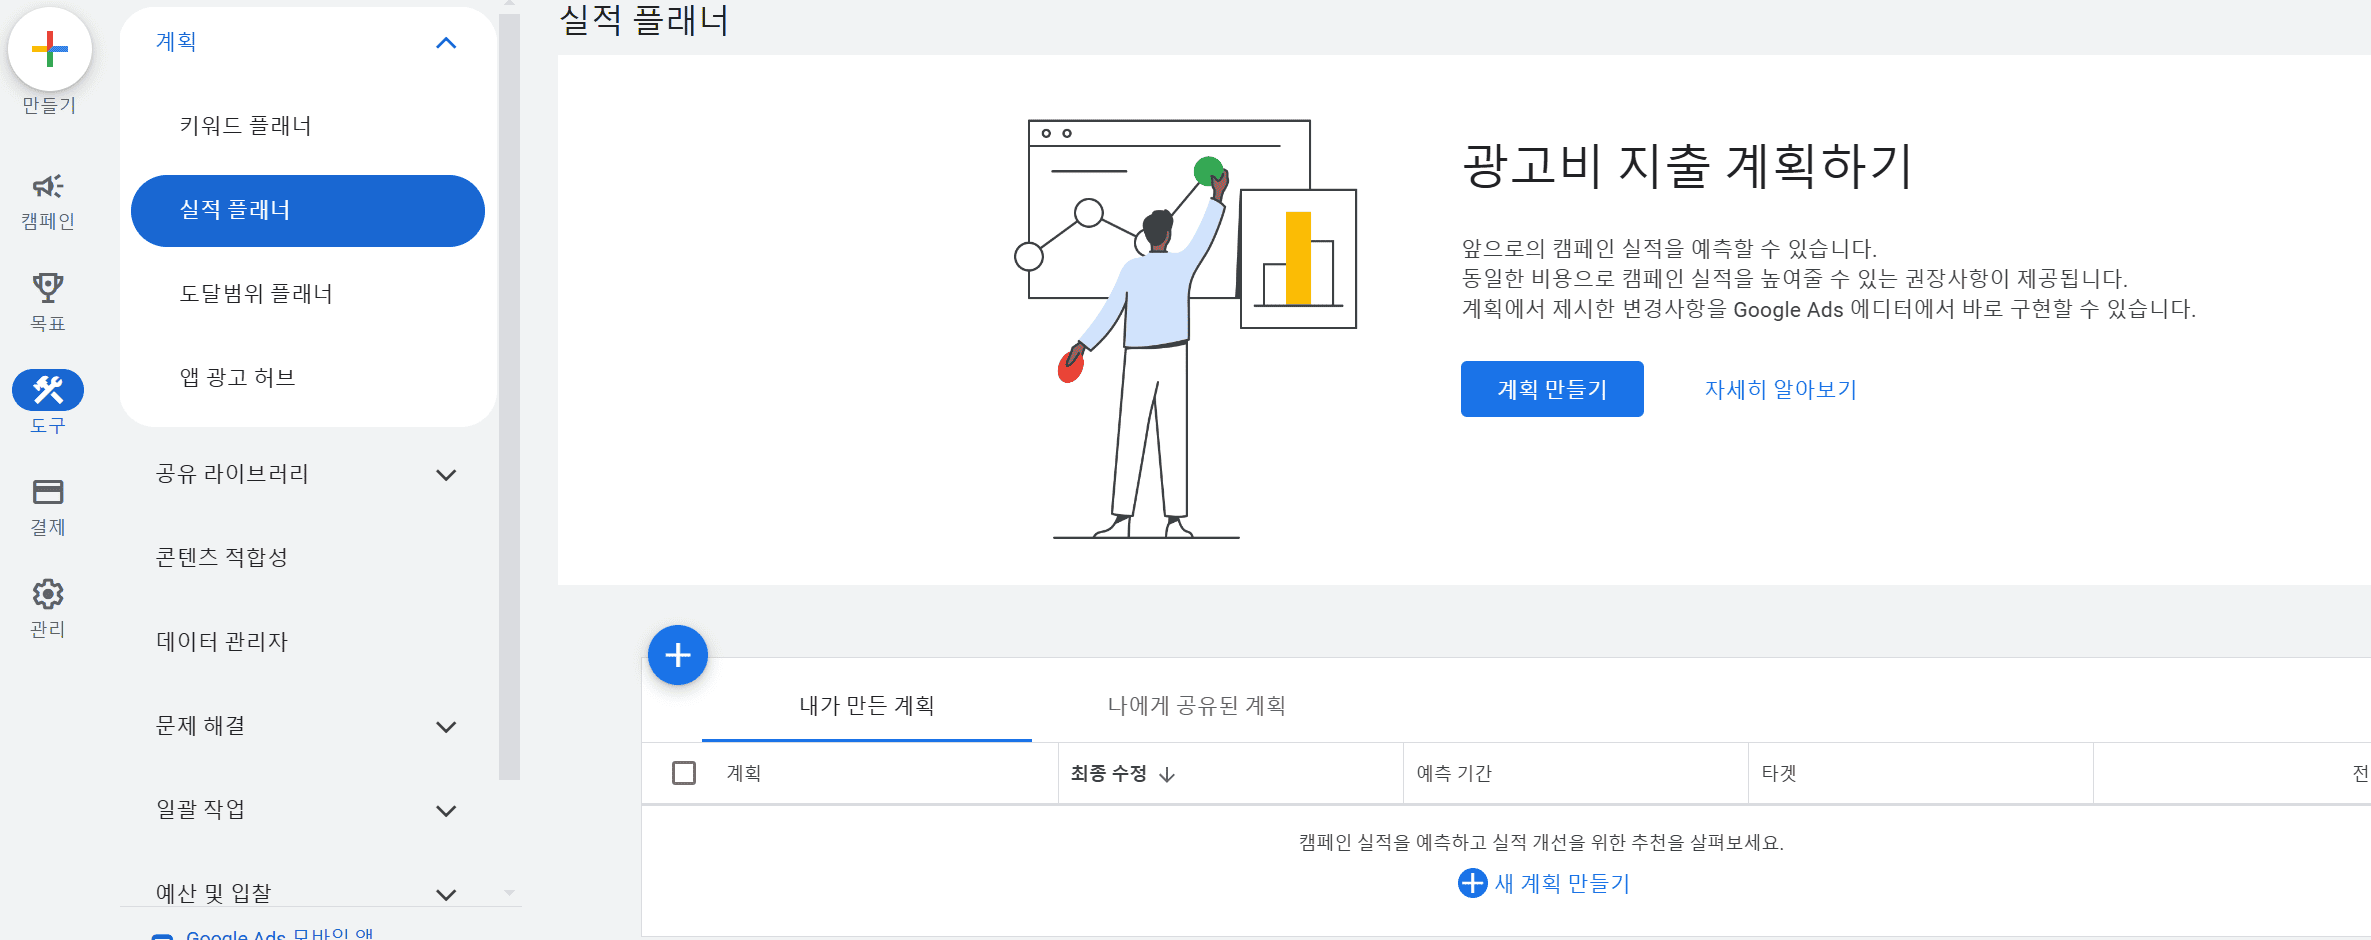 만들기
캠페인
목표
도구
결제
관리
계획
키워드 플래너
실적 플래너
도달범위 플래너
앱 광고 허브
공유 라이브러리
콘텐츠 적합성
데이터 관리자
문제 해결
일괄 작업
예산 및 입찰
Google Ads 모바일 앱
실적 플래너
광고비 지출 계획하기
앞으로의 캠페인 실적을 예측할 수 있습니다.
동일한 비용으로 캠페인 실적을 높여줄 수 있는 권장사항이 제공됩니다.
계획에서 제시한 변경사항을 Google Ads 에디터에서 바로 구현할 수 있습니다.
계획 만들기 자세히 알아보기
내가 만든 계획 나에게 공유된 계획
계획 최종 수정 예측 기간 타겟 전
캠페인 실적을 예측하고 실적 개선을 위한 추천을 살펴보세요.
새 계획 만들기